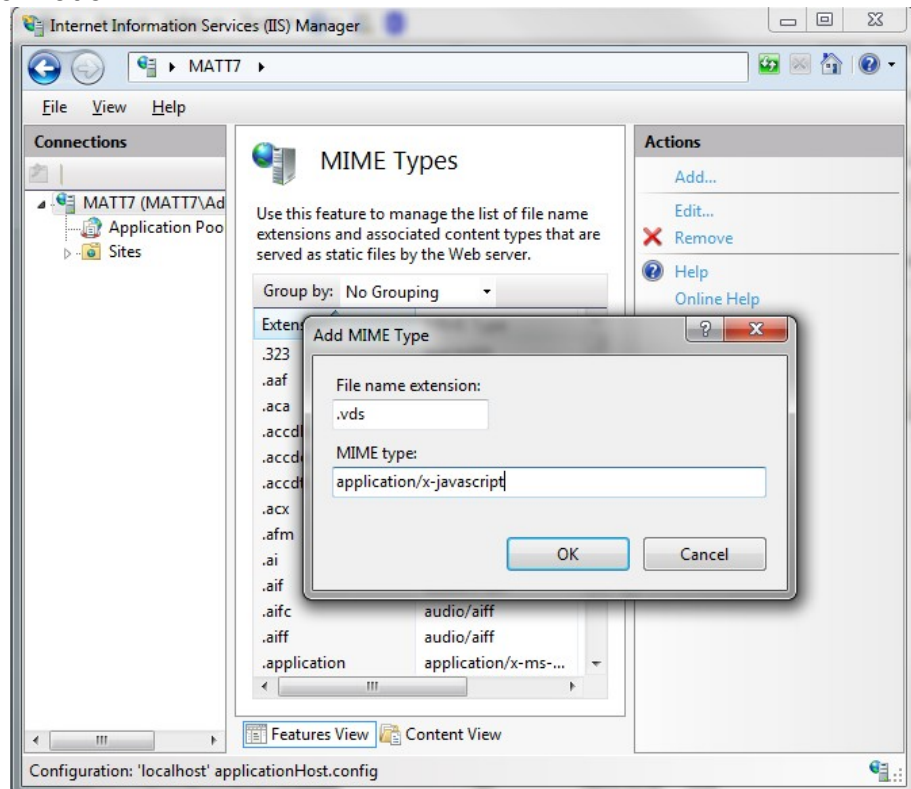 Internet Information Services (IIS) Manager
MATT7
File View Help
Connections
MATT7 (MATT7\Ad
Application Poo
Sites
MIME Types
Use this feature to manage the list of file name
extensions and associated content types that are
served as static files by the Web server.
Group by: No Grouping
Extens
.323
.aaf
.aca
.accd
.accd
.accdt
.acx
.afm
.ai
.aif
.aifc audio/aiff
.aiff audio/aiff
.application application/x-ms-...
Add MIME Type
File name extension:
.vds
MIME type:
application/x-javascript
OK Cancel
Actions
Add...
Edit...
Remove
Help
Online Help
Features View Content View
Configuration: 'localhost' applicationHost.config